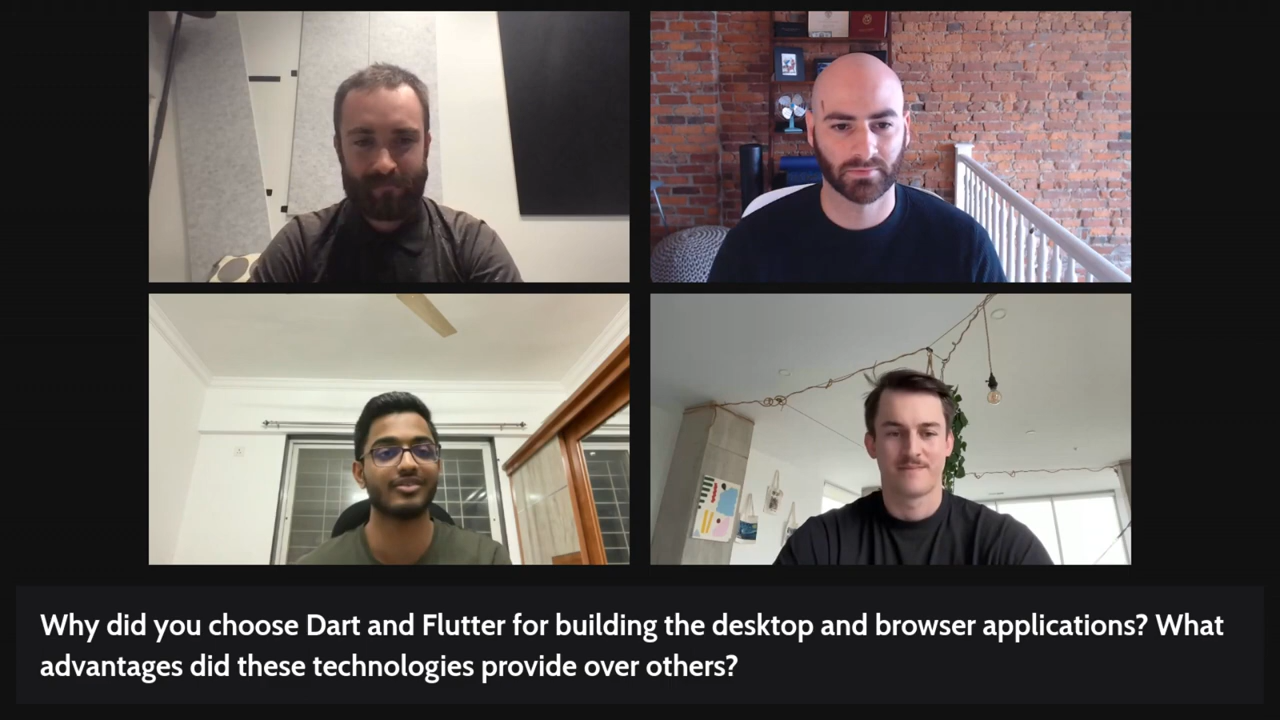 Why did you choose Dart and Flutter for building the desktop and browser applications? What
advantages did these technologies provide over others?